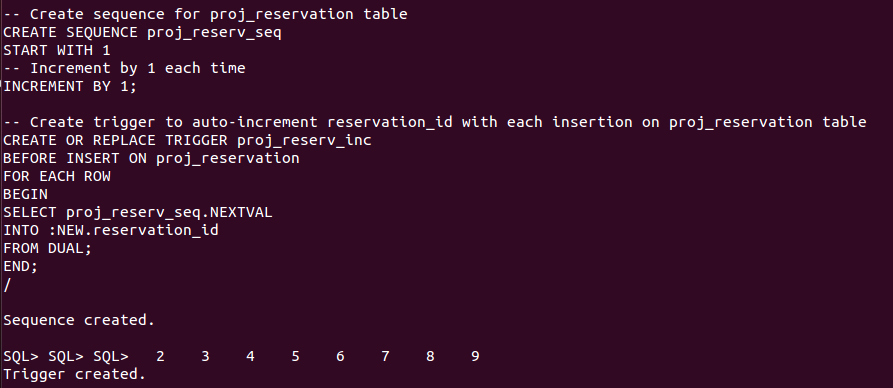 -- Create sequence for proj_reservation table
CREATE SEQUENCE proj_reserv_seq
START WITH 1
-- Increment by 1 each time
INCREMENT BY 1;
-- Create trigger to auto-increment reservation_id with each insertion on proj_reservation table
CREATE OR REPLACE TRIGGER proj_reserv_inc
BEFORE INSERT ON proj_reservation
FOR EACH ROW
BEGIN
SELECT proj_reserv_seq.NEXTVAL
INTO :NEW.reservation_id
FROM DUAL;
END;
/
Sequence created.
SQL> SQL> SQL>   2    3    4    5    6    7    8    9
Trigger created.